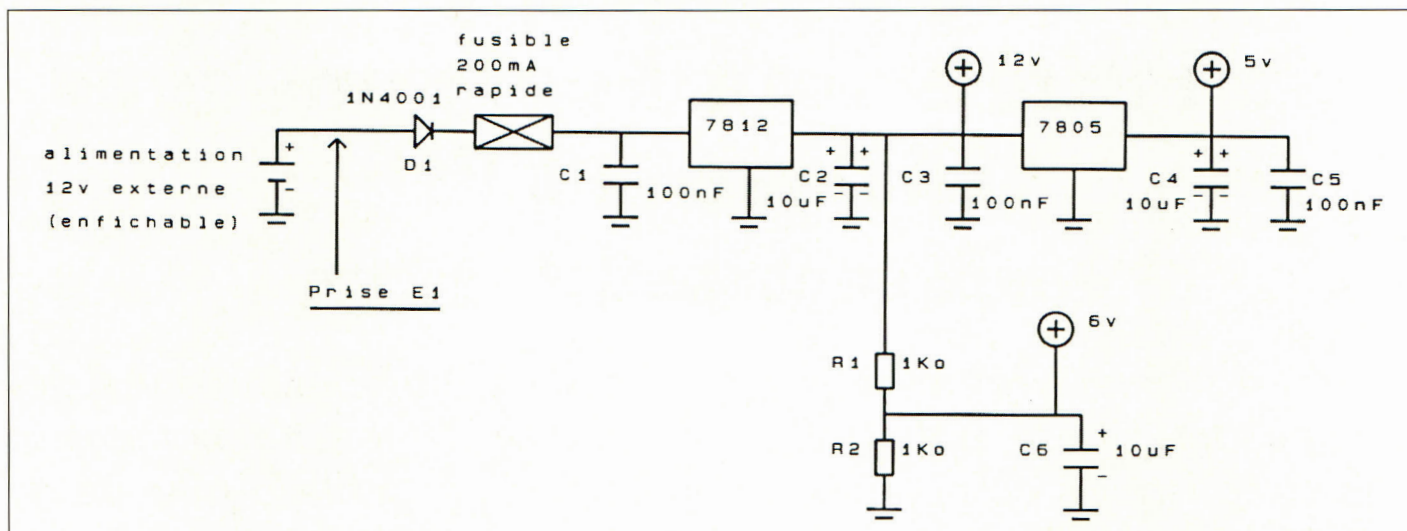 fusible
200mA
rapide
1N4001
D1
alimentation
12v externe
(enfichable)
+
-
Prise E1
C1
100nF
7812
+ +
C2
10uF
- -
C3
100nF
12v
+
7805
5v
+
+ +
C4
10uF
- -
C5
100nF
6v
+
R1
1Ko
R2
1Ko
C6
+
10uF
-